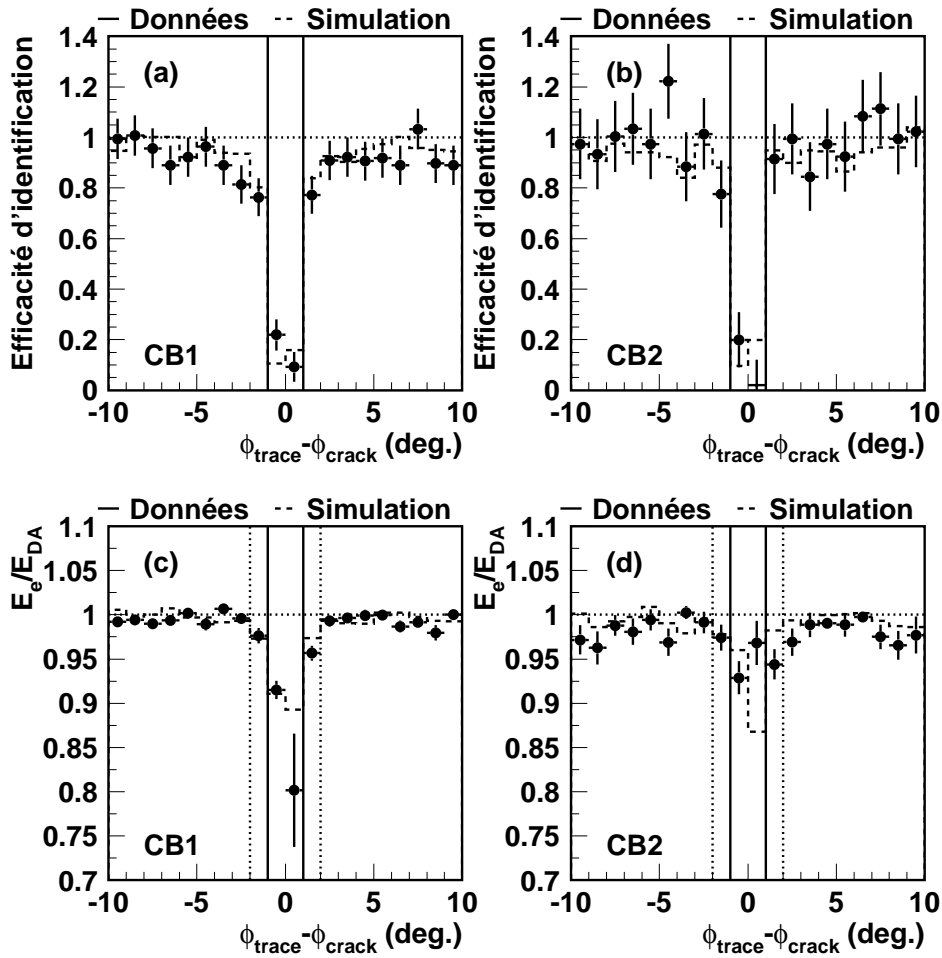 Données Simulation
Efficacité d'identification
1.4
1.2
1
0.8
0.6
0.4
0.2
0
(a)
CB1
-10 -5 0 5 10
ϕtrace-ϕcrack (deg.)
Données Simulation
Efficacité d'identification
1.4
1.2
1
0.8
0.6
0.4
0.2
0
(b)
CB2
-10 -5 0 5 10
ϕtrace-ϕcrack (deg.)
Données Simulation
Ee/EDA
1.1
1.05
1
0.95
0.9
0.85
0.8
0.75
0.7
(c)
CB1
-10 -5 0 5 10
ϕtrace-ϕcrack (deg.)
Données Simulation
Ee/EDA
1.1
1.05
1
0.95
0.9
0.85
0.8
0.75
0.7
(d)
CB2
-10 -5 0 5 10
ϕtrace-ϕcrack (deg.)